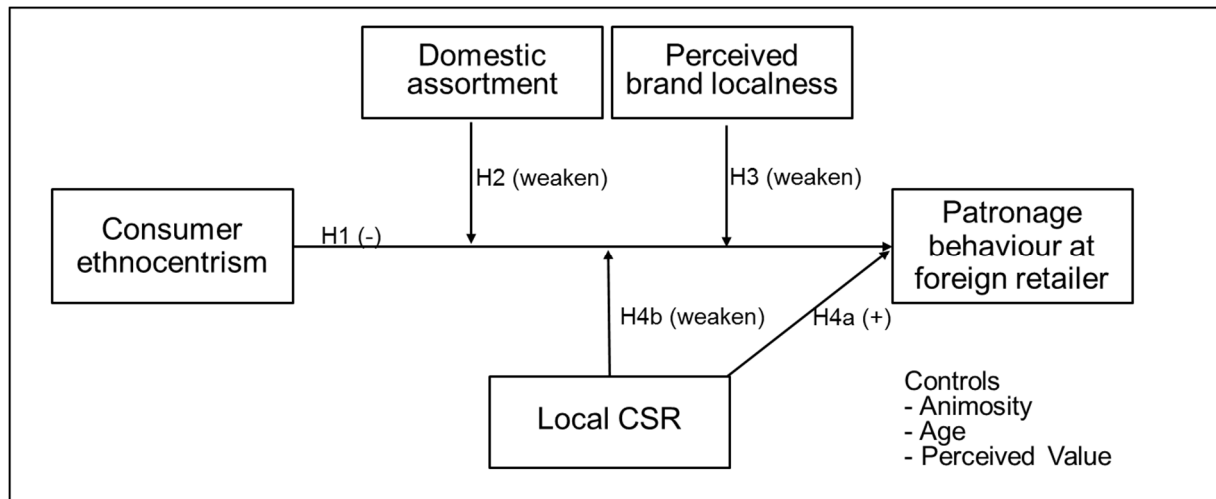 Domestic
assortment
Perceived
brand localness
H2 (weaken)
H3 (weaken)
Consumer
ethnocentrism
H1 (-)
Patronage
behaviour at
foreign retailer
H4b (weaken)
H4a (+)
Local CSR
Controls
- Animosity
- Age
- Perceived Value